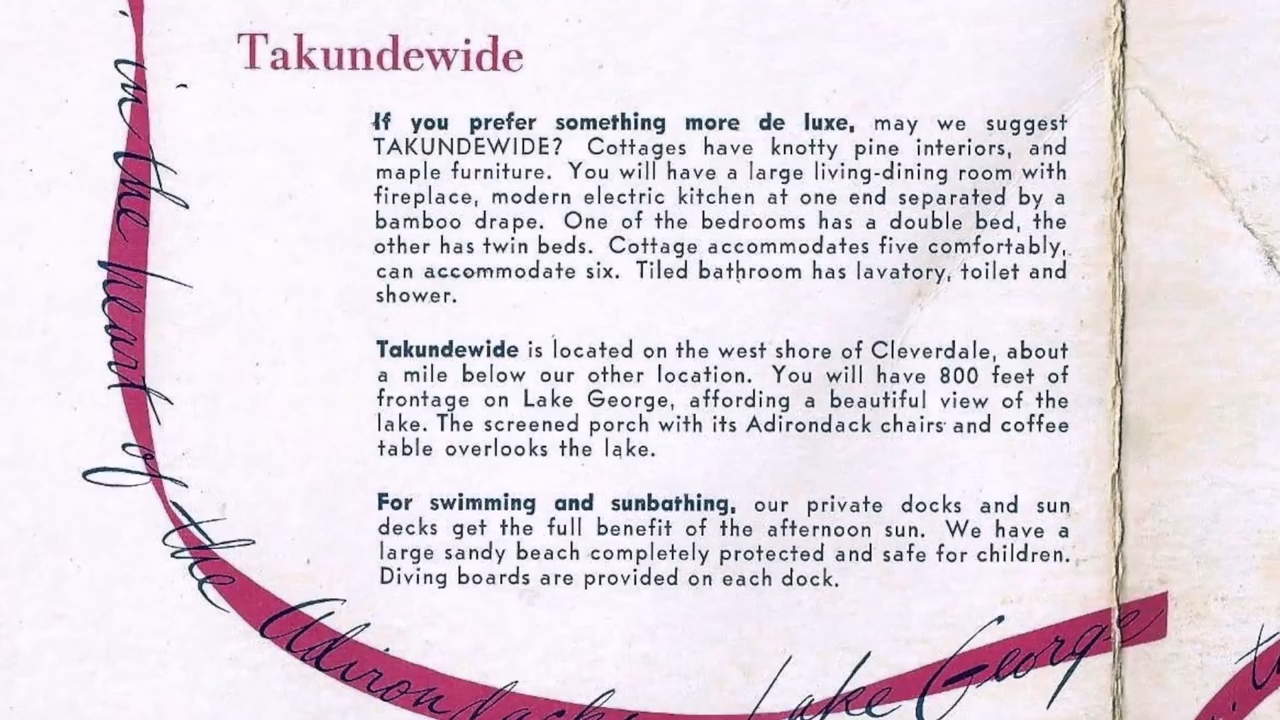 Takundewide
If you prefer something more de luxe, may we suggest
TAKUNDEWIDE? Cottages have knotty pine interiors, and
maple furniture. You will have a large living-dining room with
fireplace, modern electric kitchen at one end separated by a
bamboo drape. One of the bedrooms has a double bed, the
other has twin beds. Cottage accommodates five comfortably,
can accommodate six. Tiled bathroom has lavatory, toilet and
shower.
Takundewide is located on the west shore of Cleverdale, about
a mile below our other location. You will have 800 feet of
frontage on Lake George, affording a beautiful view of the
lake. The screened porch with its Adirondack chairs and coffee
table overlooks the lake.
For swimming and sunbathing, our private docks and sun
decks get the full benefit of the afternoon sun. We have a
large sandy beach completely protected and safe for children.
Diving boards are provided on each dock.
in the heart of the Adirondacks
Lake George